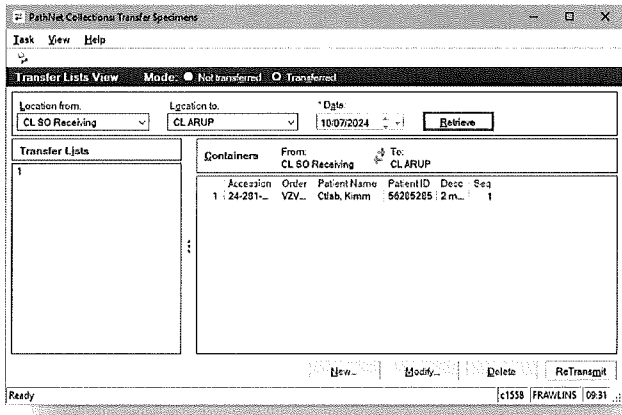 PathNet Collections: Transfer Specimens
Task View Help
Transfer Lists View Mode: Not transferred Transferred
Location from: Location to: * Date:
CL SO Receiving CL ARUP 10/07/2024 Retrieve
Transfer Lists
1
Containers From: CL SO Receiving To: CL ARUP
Accession Order Patient Name Patient ID Desc Seq
1 24-281-... VZV... Ctlab, Kimm 56285285 2 m... 1
New... Modify... Delete ReTransmit
Ready c1558 FRAWLINS 09:31